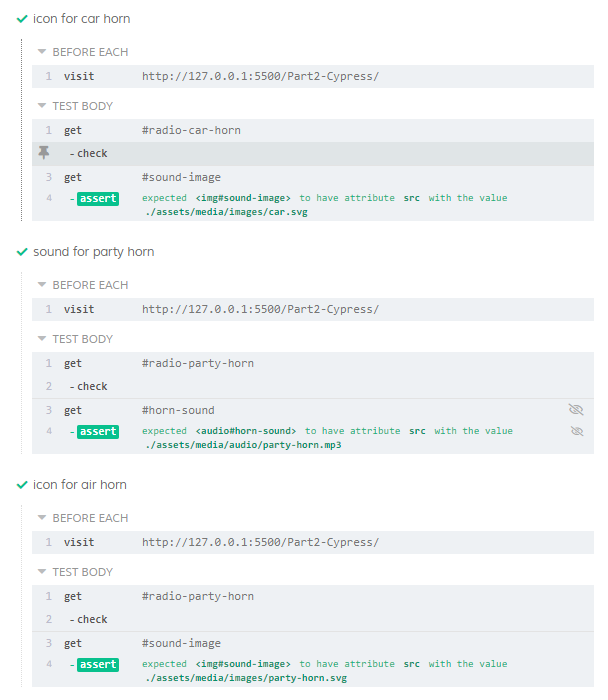 icon for car horn
BEFORE EACH
1 visit http://127.0.0.1:5500/Part2-Cypress/
TEST BODY
1 get #radio-car-horn
- check
3 get #sound-image
4 - assert expected <img#sound-image> to have attribute src with the value
./assets/media/images/car.svg
sound for party horn
BEFORE EACH
1 visit http://127.0.0.1:5500/Part2-Cypress/
TEST BODY
1 get #radio-party-horn
2 - check
3 get #horn-sound
4 - assert expected <audio#horn-sound> to have attribute src with the value
./assets/media/audio/party-horn.mp3
icon for air horn
BEFORE EACH
1 visit http://127.0.0.1:5500/Part2-Cypress/
TEST BODY
1 get #radio-party-horn
2 - check
3 get #sound-image
4 - assert expected <img#sound-image> to have attribute src with the value
./assets/media/images/party-horn.svg